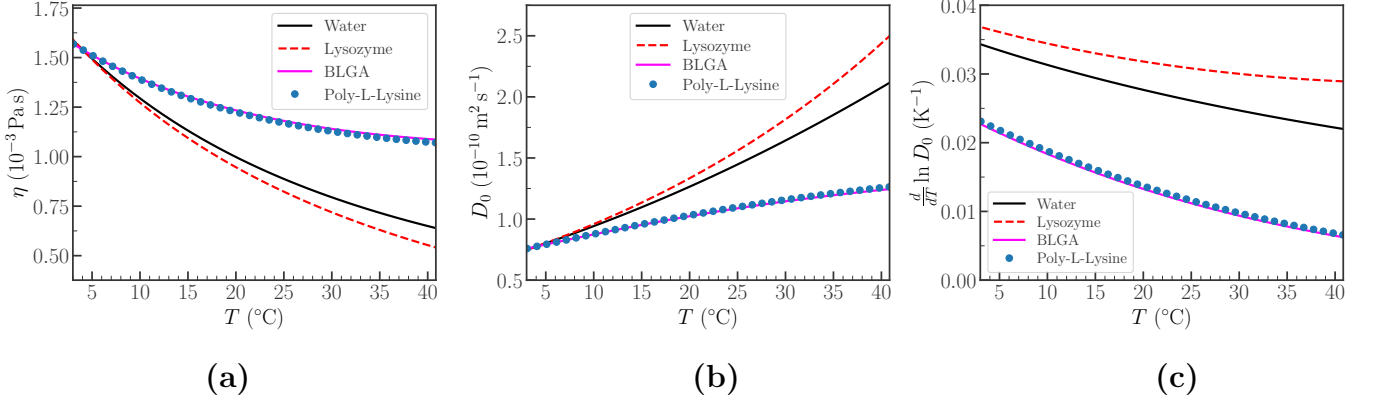 1.75
1.50
1.25
1.00
0.75
0.50
η (10⁻³ Pa s)
Water
Lysozyme
BLGA
Poly-L-Lysine
5 10 15 20 25 30 35 40
T (°C)
(a)
2.5
2.0
1.5
1.0
0.5
D₀ (10⁻¹⁰ m² s⁻¹)
Water
Lysozyme
BLGA
Poly-L-Lysine
5 10 15 20 25 30 35 40
T (°C)
(b)
0.04
0.03
0.02
0.01
0.00
d/dT ln D₀ (K⁻¹)
Water
Lysozyme
BLGA
Poly-L-Lysine
5 10 15 20 25 30 35 40
T (°C)
(c)